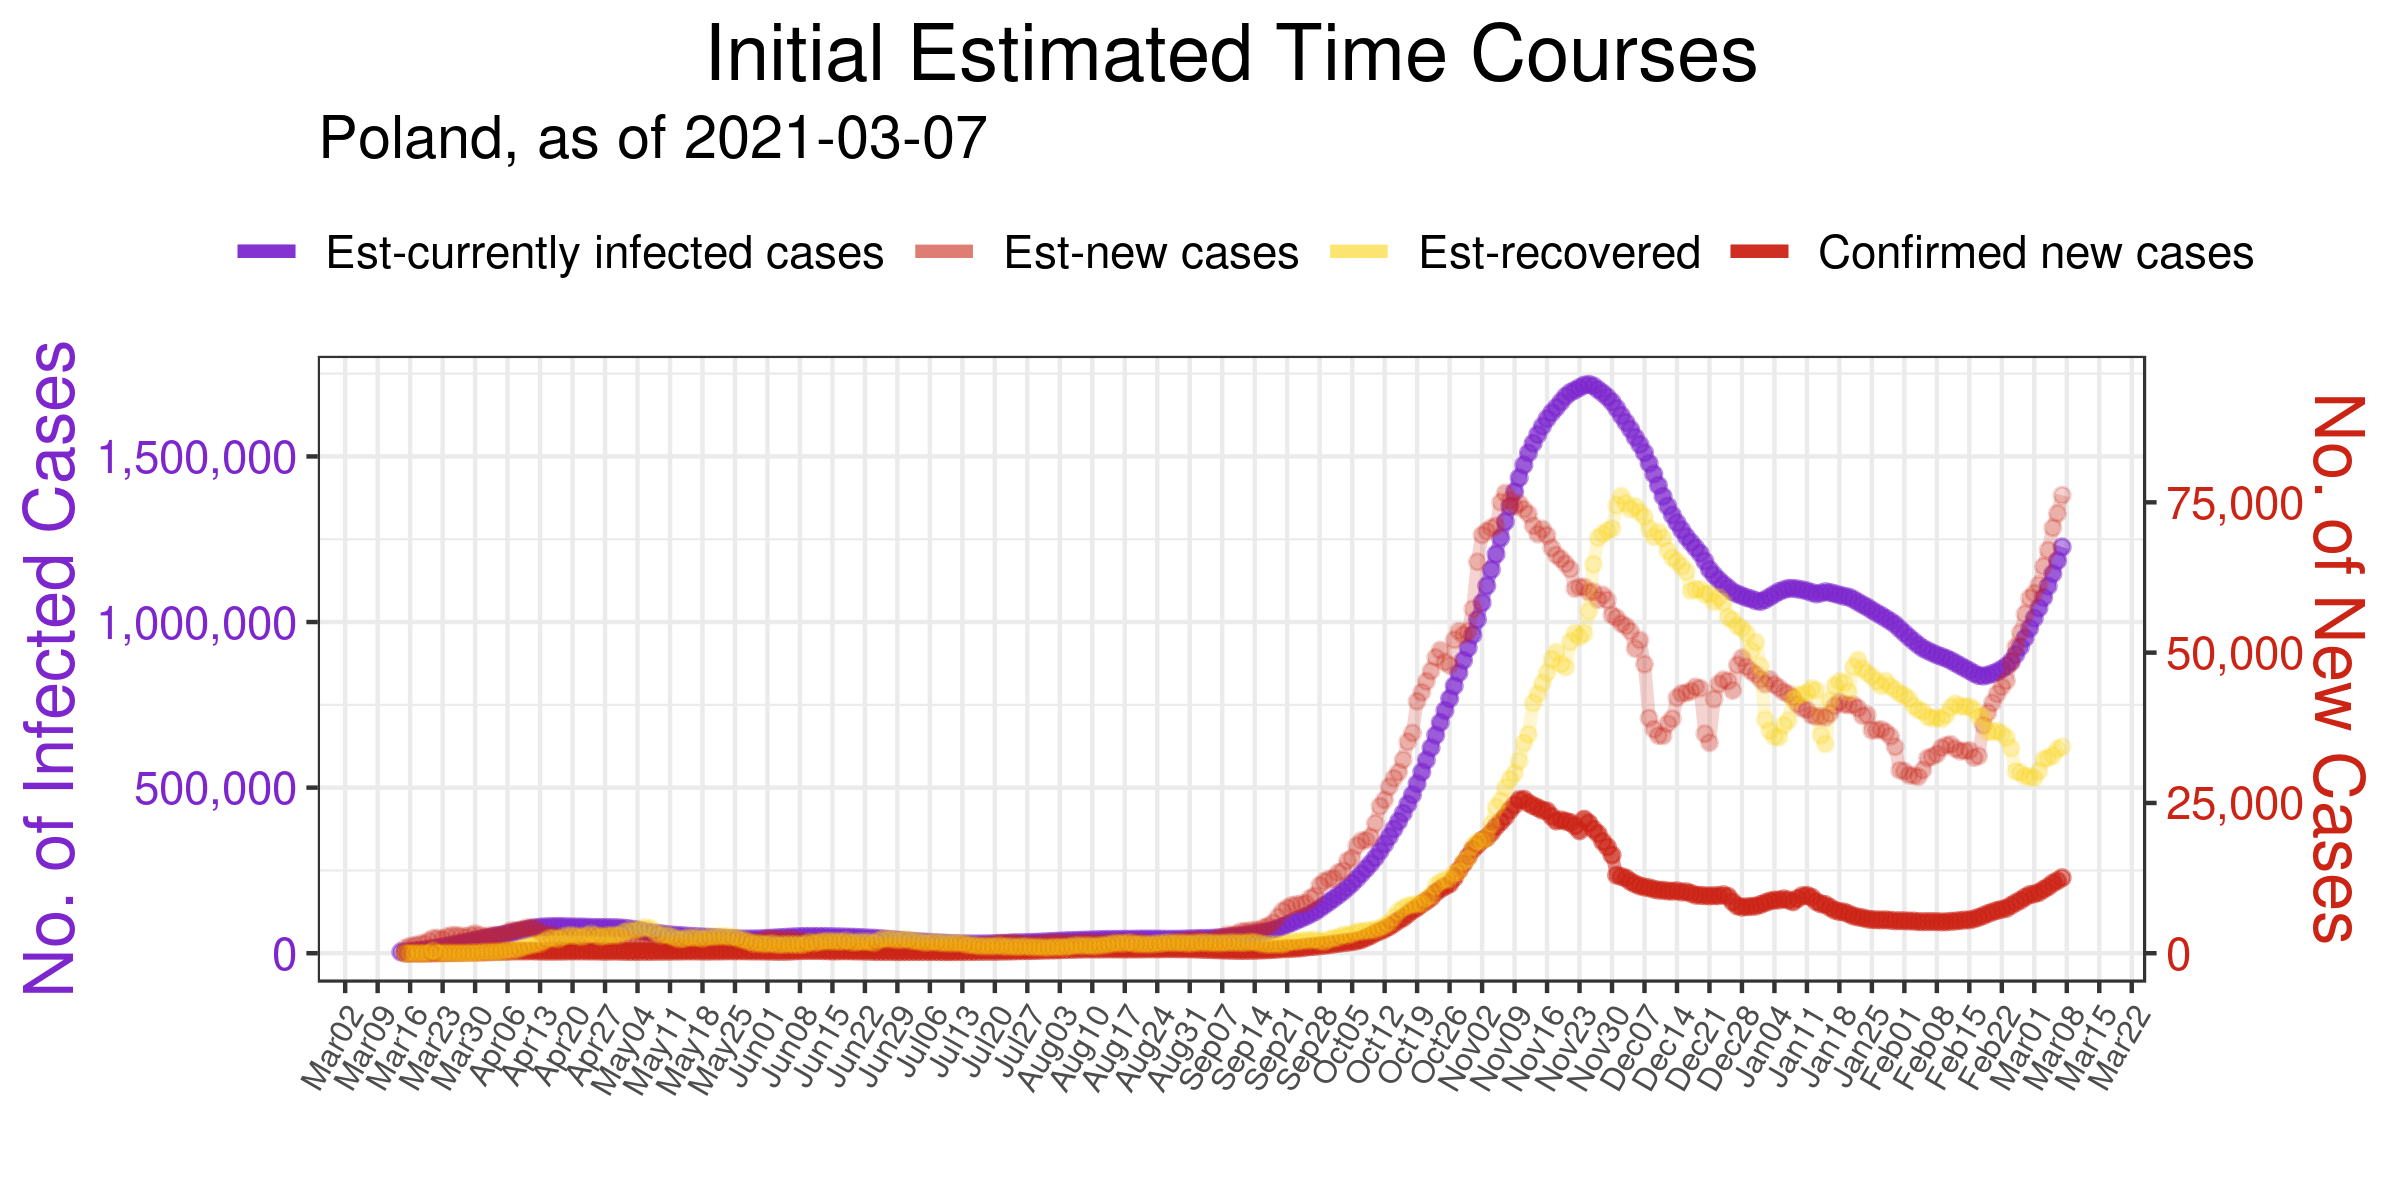 Initial Estimated Time Courses
Poland, as of 2021-03-07
Est-currently infected cases Est-new cases Est-recovered Confirmed new cases
No. of Infected Cases
1,500,000
1,000,000
500,000
0
75,000
50,000
25,000
0
No. of New Cases
Mar02 Mar09 Mar16 Mar23 Mar30 Apr06 Apr13 Apr20 Apr27 May04 May11 May18 May25 Jun01 Jun08 Jun15 Jun22 Jun29 Jul06 Jul13 Jul20 Jul27 Aug03 Aug10 Aug17 Aug24 Aug31 Sep07 Sep14 Sep21 Sep28 Oct05 Oct12 Oct19 Oct26 Nov02 Nov09 Nov16 Nov23 Nov30 Dec07 Dec14 Dec21 Dec28 Dec04 Jan11 Jan18 Jan25 Feb01 Feb08 Feb15 Feb22 Mar01 Mar08 Mar15 Mar22